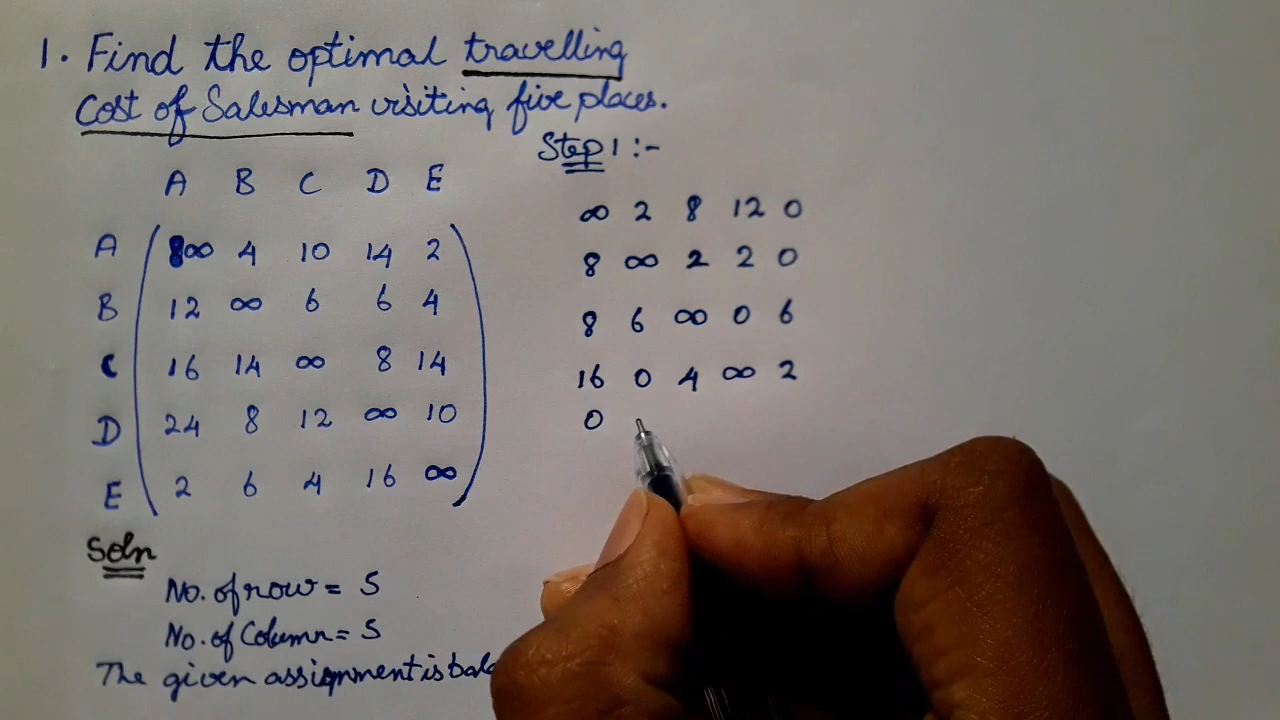 1. Find the optimal travelling
Cost of Salesman visiting five places.
A B C D E
A ∞ 4 10 14 2
B 12 ∞ 6 6 4
C 16 14 ∞ 8 14
D 24 8 12 ∞ 10
E 2 6 4 16 ∞
Soln
No. of row = 5
No. of Column = 5
The given assignment is
Step 1 :-
∞ 2 8 12 0
8 ∞ 2 2 0
8 6 ∞ 0 6
16 0 4 ∞ 2
0